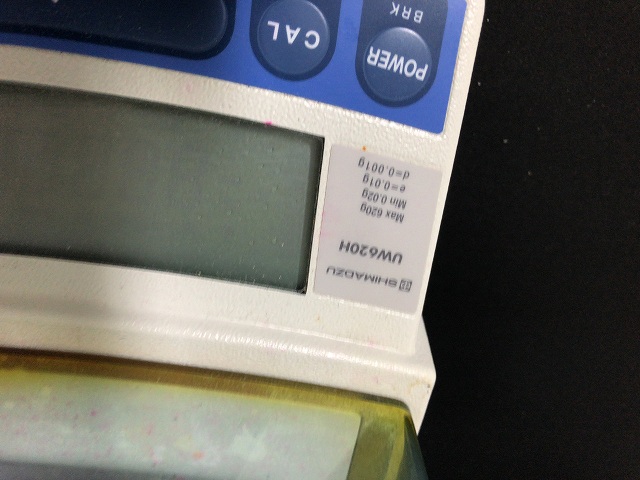 SHIMADZU
UW620H
Max 620g
Min 0.02g
e=0.01g
d=0.001g
POWER
BRK
CAL